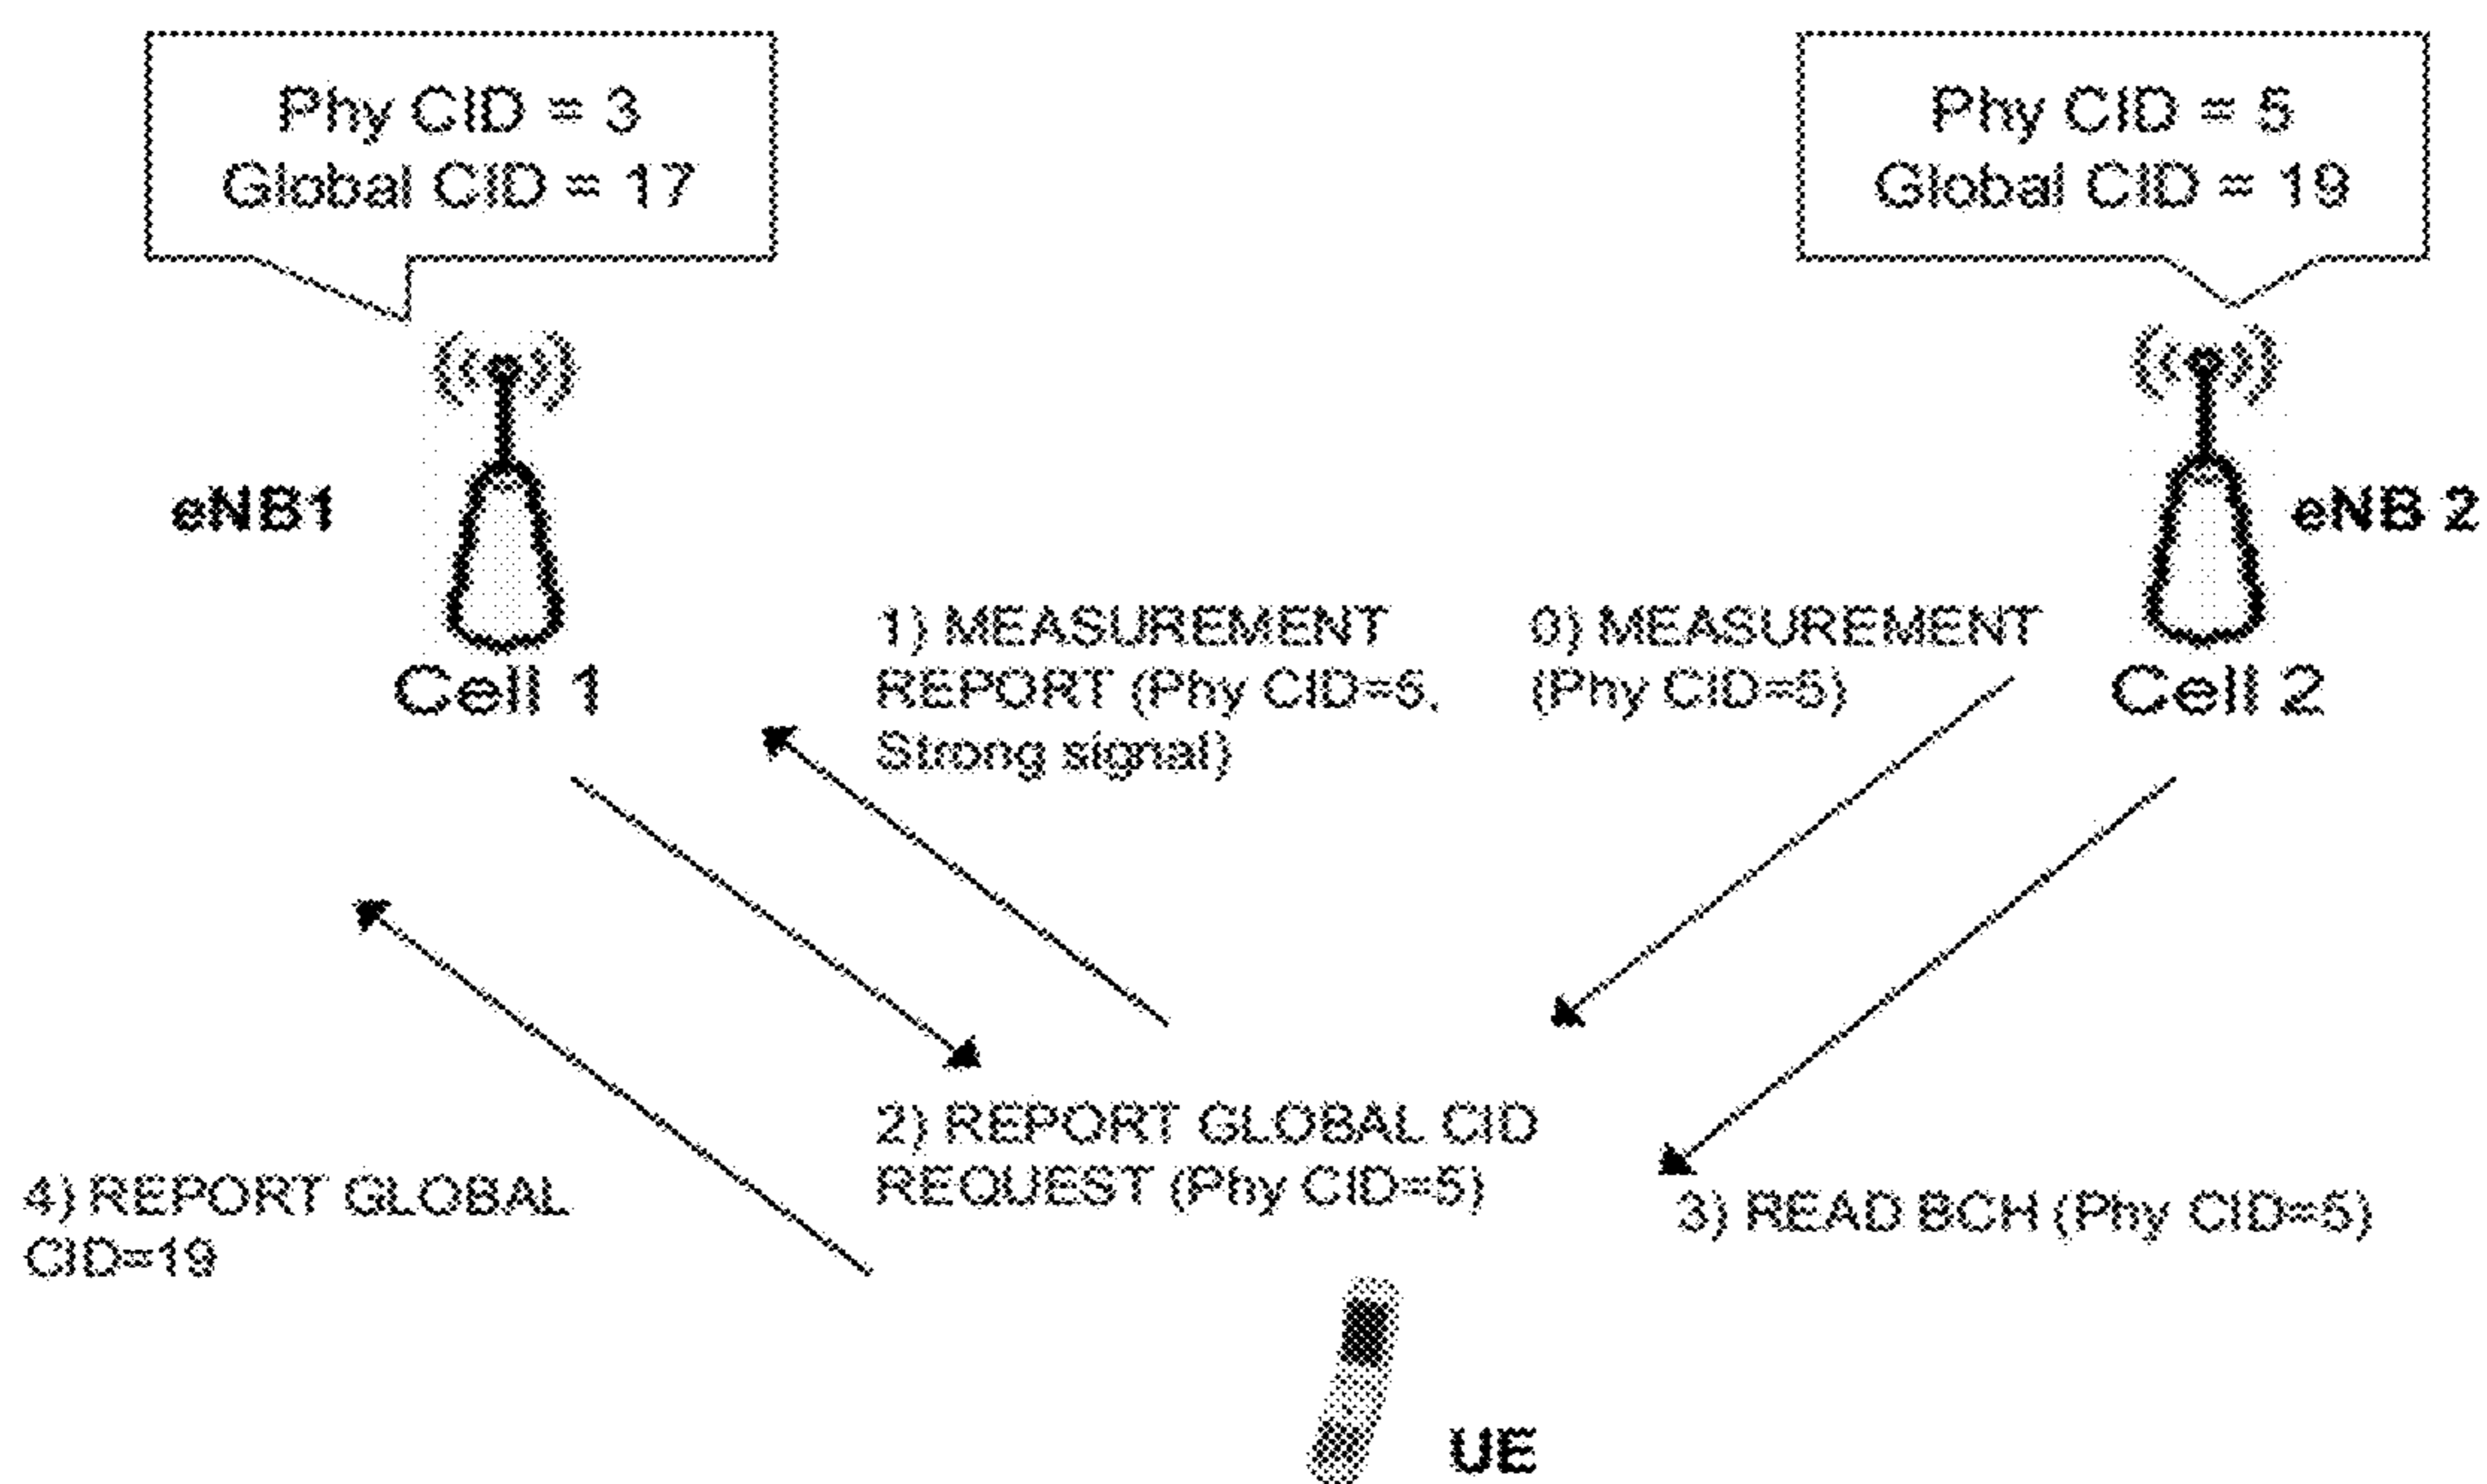 Phy CID = 3
Global CID = 17
Phy CID = 5
Global CID = 19
eNB1
eNB 2
Cell 1
Cell 2
1) MEASUREMENT
REPORT (Phy CID=5,
Strong signal)
0) MEASUREMENT
(Phy CID=5)
2) REPORT GLOBAL CID
REQUEST (Phy CID=5)
3) READ BCH (Phy CID=5)
4) REPORT GLOBAL
CID=19
UE